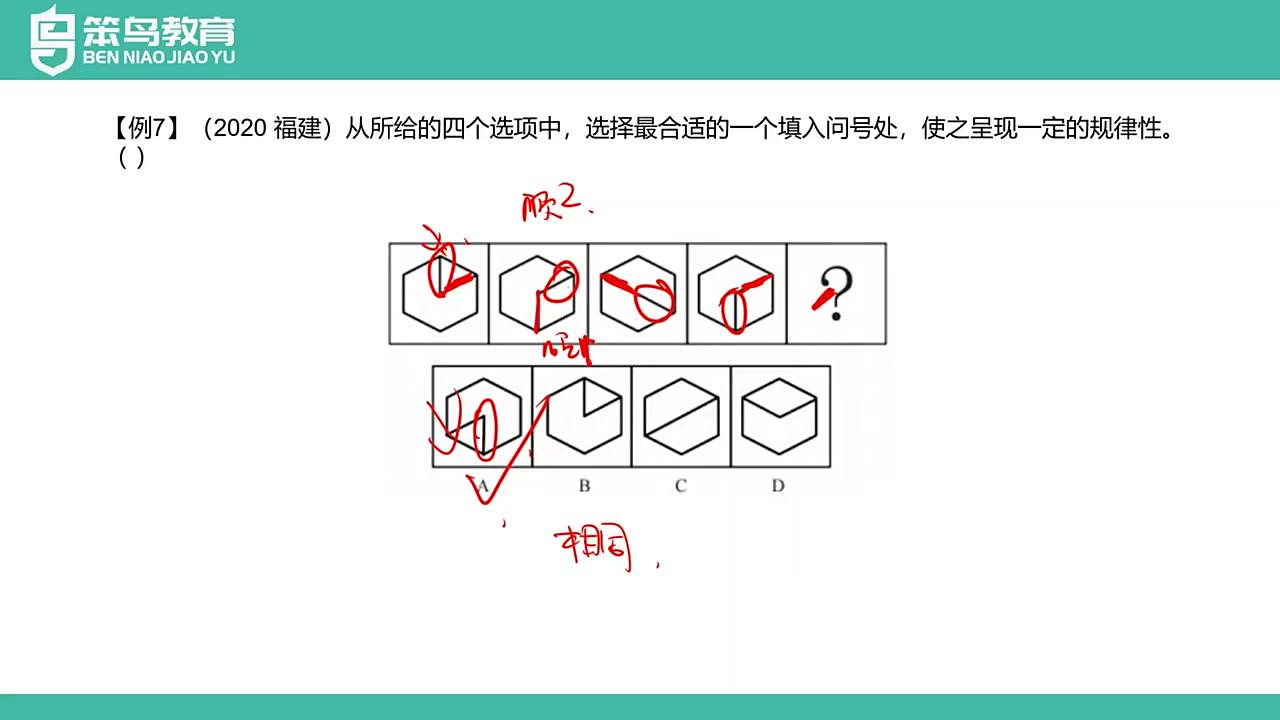 笨鸟教育
BEN NIAO JIAO YU
【例7】（2020 福建）从所给的四个选项中，选择最合适的一个填入问号处，使之呈现一定的规律性。
（ ）
顺2
?
A B C D
相同